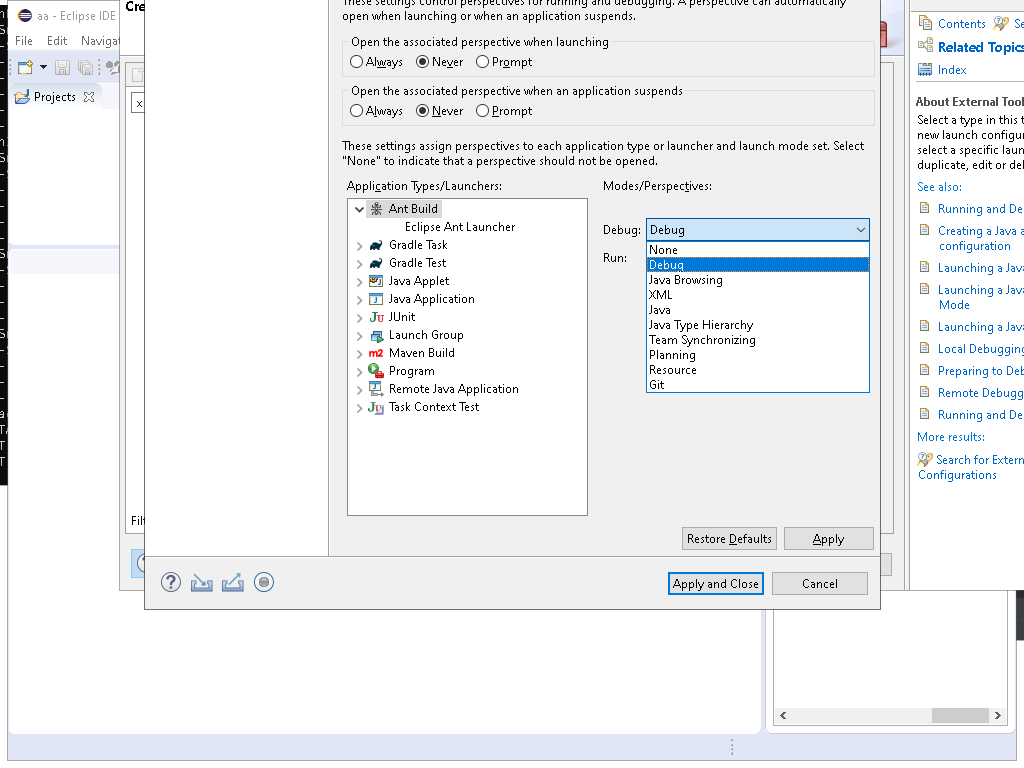 aa - Eclipse IDE
Cre
File Edit Navigat
Projects
x
Filt
These settings control perspectives for running and debugging. A perspective can automatically
open when launching or when an application suspends.
Open the associated perspective when launching
Always Never Prompt
Open the associated perspective when an application suspends
Always Never Prompt
These settings assign perspectives to each application type or launcher and launch mode set. Select
"None" to indicate that a perspective should not be opened.
Application Types/Launchers:
Modes/Perspectives:
Ant Build
Eclipse Ant Launcher
Gradle Task
Gradle Test
Java Applet
Java Application
JUnit
Launch Group
Maven Build
Program
Remote Java Application
Task Context Test
Debug: Debug
Run:
None
Debug
Java Browsing
XML
Java
Java Type Hierarchy
Team Synchronizing
Planning
Resource
Git
Restore Defaults Apply
Apply and Close Cancel
Contents Se
Related Topics
Index
About External Tool
Select a type in this t
new launch configur
select a specific laun
duplicate, edit or del
See also:
Running and De
Creating a Java a
configuration
Launching a Java
Launching a Java
Mode
Launching a Java
Local Debugging
Preparing to Deb
Remote Debugg
Running and De
More results:
Search for Extern
Configurations